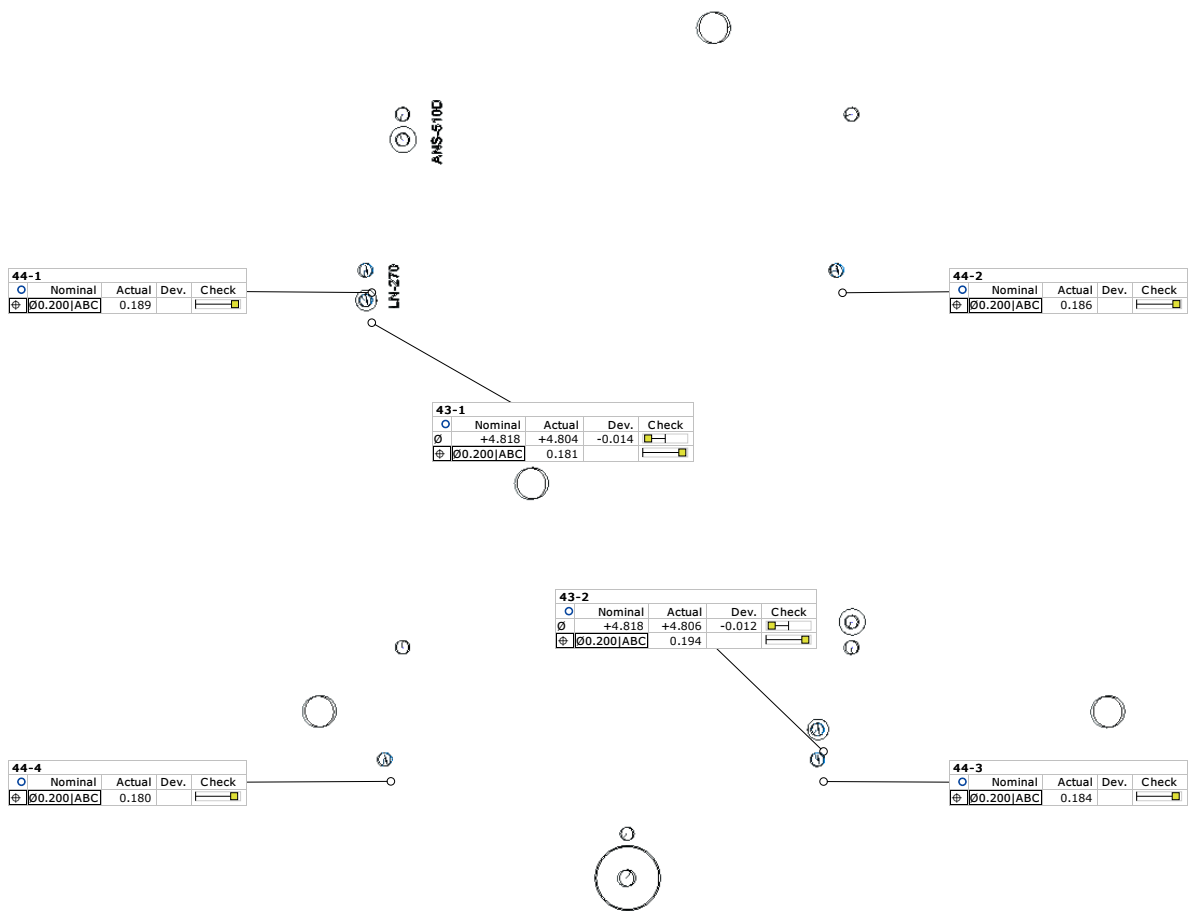 ANS-510D
LN-270
44-1
Nominal Actual Dev. Check
⌖ Ø0.200|ABC 0.189
44-2
Nominal Actual Dev. Check
⌖ Ø0.200|ABC 0.186
43-1
Nominal Actual Dev. Check
Ø +4.818 +4.804 -0.014
⌖ Ø0.200|ABC 0.181
43-2
Nominal Actual Dev. Check
Ø +4.818 +4.806 -0.012
⌖ Ø0.200|ABC 0.194
44-4
Nominal Actual Dev. Check
⌖ Ø0.200|ABC 0.180
44-3
Nominal Actual Dev. Check
⌖ Ø0.200|ABC 0.184